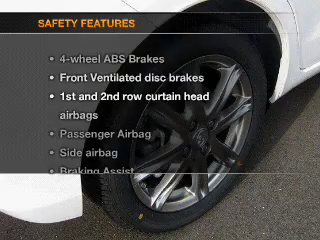 SAFETY FEATURES
• 4-wheel ABS Brakes
• Front Ventilated disc brakes
• 1st and 2nd row curtain head
airbags
• Passenger Airbag
• Side airbag
• Braking Assist